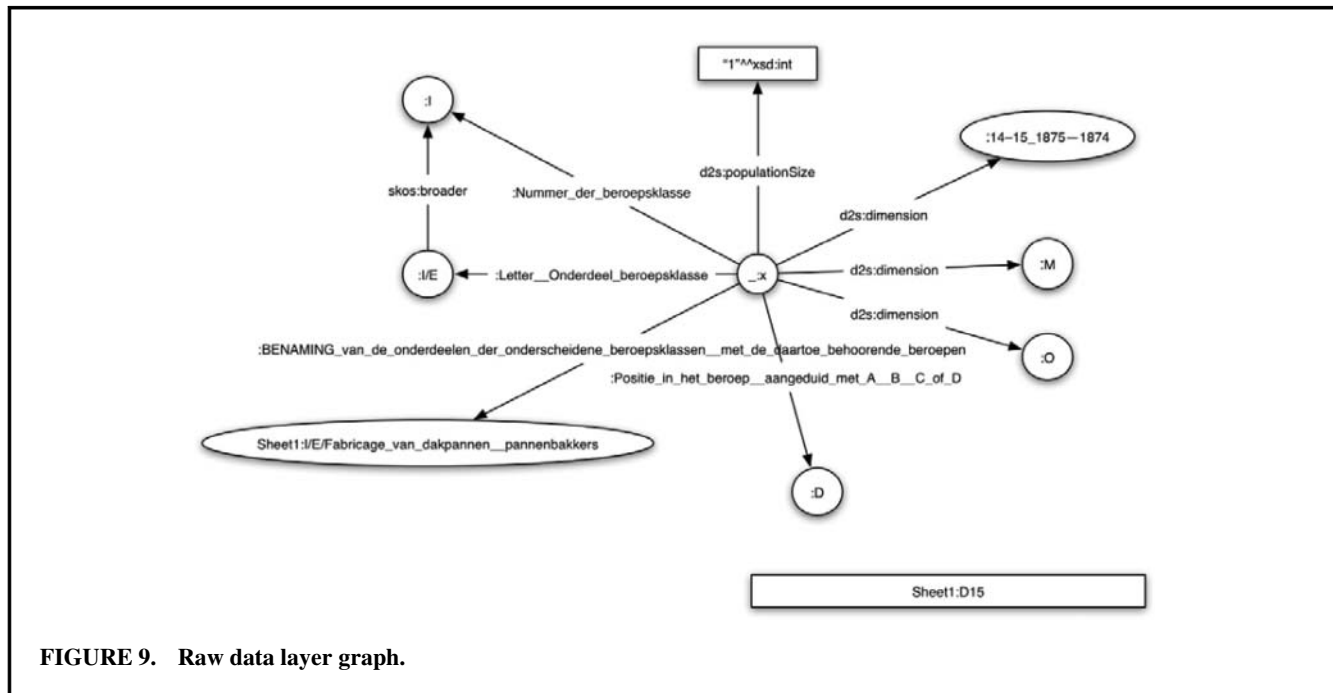 "1"^^xsd:int
:I
:14–15_1875—1874
d2s:populationSize
skos:broader
:Nummer_der_beroepsklasse
d2s:dimension
:I/E
:Letter__Onderdeel_beroepsklasse
_:x
d2s:dimension
:M
d2s:dimension
:BENAMING_van_de_onderdeelen_der_onderscheidene_beroepsklassen__met_de_daartoe_behoorende_beroepen
:O
:Positie_in_het_beroep__aangeduid_met_A__B__C_of_D
Sheet1:I/E/Fabricage_van_dakpannen__pannenbakkers
:D
Sheet1:D15
FIGURE 9. Raw data layer graph.